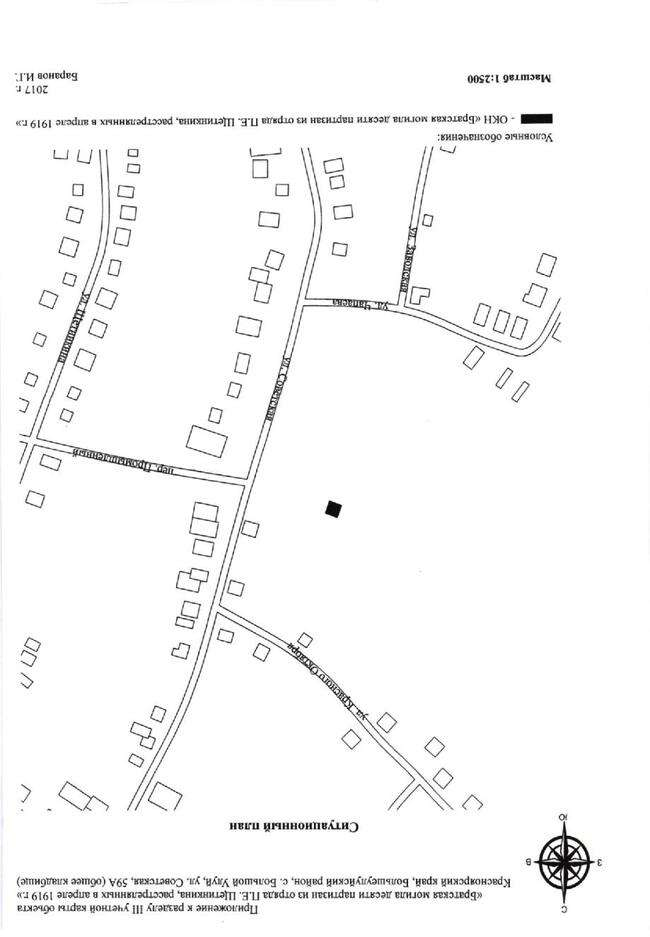 Приложение к разделу III учетной карты объекта
«Братская могила десяти партизан из отряда П.Е. Щетинкина, расстрелянных в апреле 1919 г.»
Красноярский край, Большеулуйский район, с. Большой Улуй, ул. Советская, 59А (общее кладбище)
С
З
В
Ю
Ситуационный план
ул. Красного Октября
пер. Промышленный
ул. Советская
ул. Щетинкина
ул. Чапаева
ул. Заводская
Условные обозначения:
- ОКН «Братская могила десяти партизан из отряда П.Е. Щетинкина, расстрелянных в апреле 1919 г.»
Масштаб 1:2500
2017 г.
Баранов И.Г.